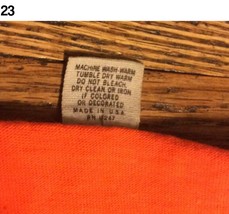 23
MACHINE WASH WARM
TUMBLE DRY WARM
DO NOT BLEACH
DRY CLEAN OR IRON
IF COLORED
OR DECORATED
MADE IN U.S.A.
RN